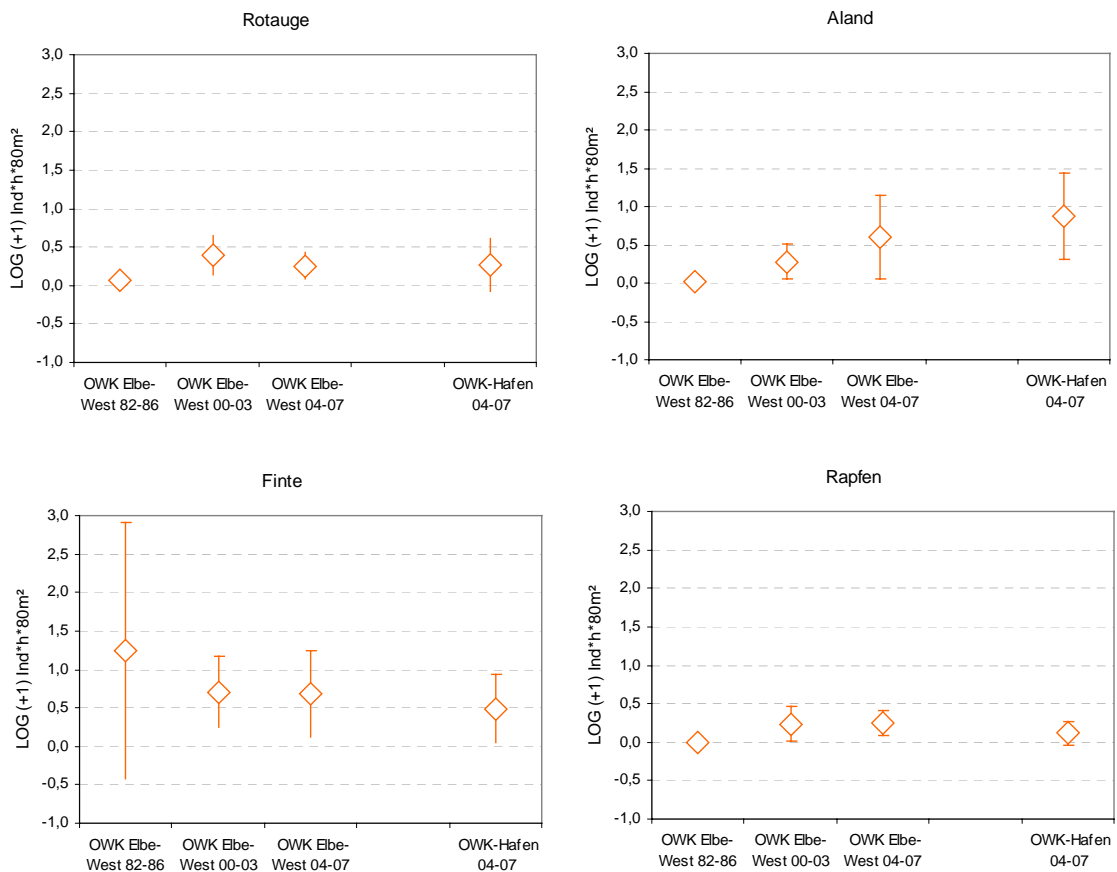 Rotauge
3,0
2,5
2,0
1,5
1,0
0,5
0,0
-0,5
-1,0
LOG (+1) Ind*h*80m²
OWK Elbe-
West 82-86
OWK Elbe-
West 00-03
OWK Elbe-
West 04-07
OWK-Hafen
04-07
Aland
3,0
2,5
2,0
1,5
1,0
0,5
0,0
-0,5
-1,0
LOG (+1) Ind*h*80m²
OWK Elbe-
West 82-86
OWK Elbe-
West 00-03
OWK Elbe-
West 04-07
OWK-Hafen
04-07
Finte
3,0
2,5
2,0
1,5
1,0
0,5
0,0
-0,5
-1,0
LOG (+1) Ind*h*80m²
OWK Elbe-
West 82-86
OWK Elbe-
West 00-03
OWK Elbe-
West 04-07
OWK-Hafen
04-07
Rapfen
3,0
2,5
2,0
1,5
1,0
0,5
0,0
-0,5
-1,0
LOG (+1) Ind*h*80m²
OWK Elbe-
West 82-86
OWK Elbe-
West 00-03
OWK Elbe-
West 04-07
OWK-Hafen
04-07